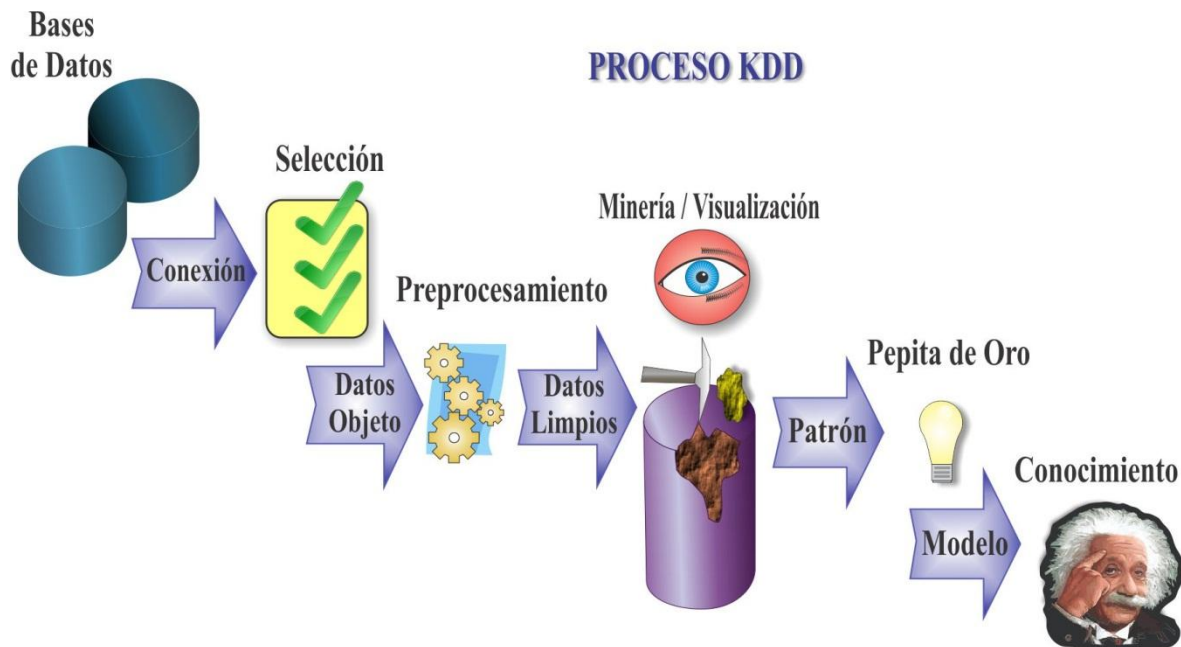 Bases
de Datos
PROCESO KDD
Selección
Conexión
Minería / Visualización
Preprocesamiento
Datos
Objeto
Datos
Limpios
Pepita de Oro
Patrón
Conocimiento
Modelo